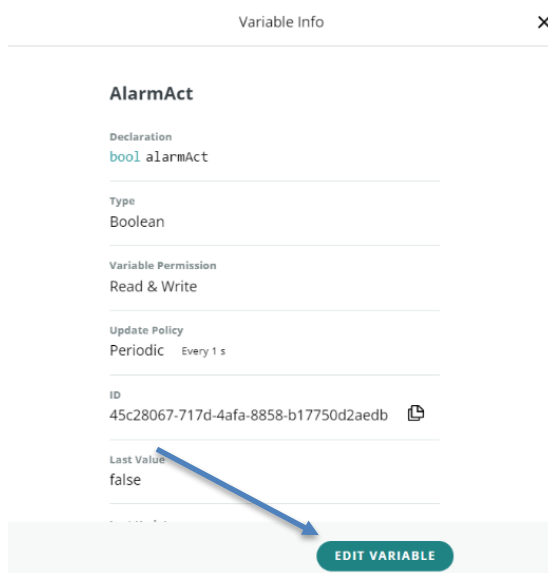 Variable Info
AlarmAct
Declaration
bool alarmAct
Type
Boolean
Variable Permission
Read & Write
Update Policy
Periodic Every 1 s
ID
45c28067-717d-4afa-8858-b17750d2aedb
Last Value
false
EDIT VARIABLE